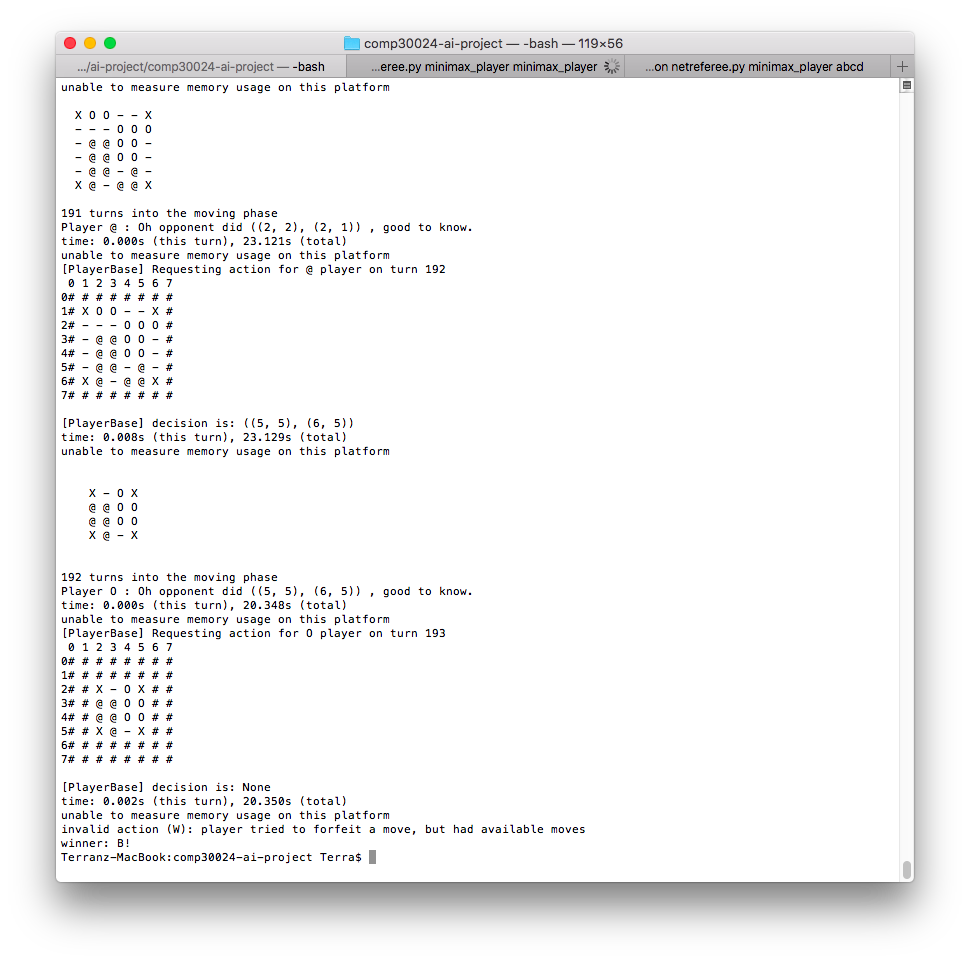 comp30024-ai-project — -bash — 119×56
.../ai-project/comp30024-ai-project — -bash
...eree.py minimax_player minimax_player
...on netreferee.py minimax_player abcd
unable to measure memory usage on this platform
X O O - - X
- - - O O O
- @ @ O O -
- @ @ O O -
- @ @ - @ -
X @ - @ @ X
191 turns into the moving phase
Player @ : Oh opponent did ((2, 2), (2, 1)) , good to know.
time: 0.000s (this turn), 23.121s (total)
unable to measure memory usage on this platform
[PlayerBase] Requesting action for @ player on turn 192
0 1 2 3 4 5 6 7
0# # # # # # # #
1# X O O - - X #
2# - - - O O O #
3# - @ @ O O - #
4# - @ @ O O - #
5# - @ @ - @ - #
6# X @ - @ @ X #
7# # # # # # # #
[PlayerBase] decision is: ((5, 5), (6, 5))
time: 0.008s (this turn), 23.129s (total)
unable to measure memory usage on this platform
X - O X
@ @ O O
@ @ O O
X @ - X
192 turns into the moving phase
Player O : Oh opponent did ((5, 5), (6, 5)) , good to know.
time: 0.000s (this turn), 20.348s (total)
unable to measure memory usage on this platform
[PlayerBase] Requesting action for O player on turn 193
0 1 2 3 4 5 6 7
0# # # # # # # #
1# # # # # # # #
2# # X - O X # #
3# # @ @ O O # #
4# # @ @ O O # #
5# # X @ - X # #
6# # # # # # # #
7# # # # # # # #
[PlayerBase] decision is: None
time: 0.002s (this turn), 20.350s (total)
unable to measure memory usage on this platform
invalid action (W): player tried to forfeit a move, but had available moves
winner: B!
Terranz-MacBook:comp30024-ai-project Terra$